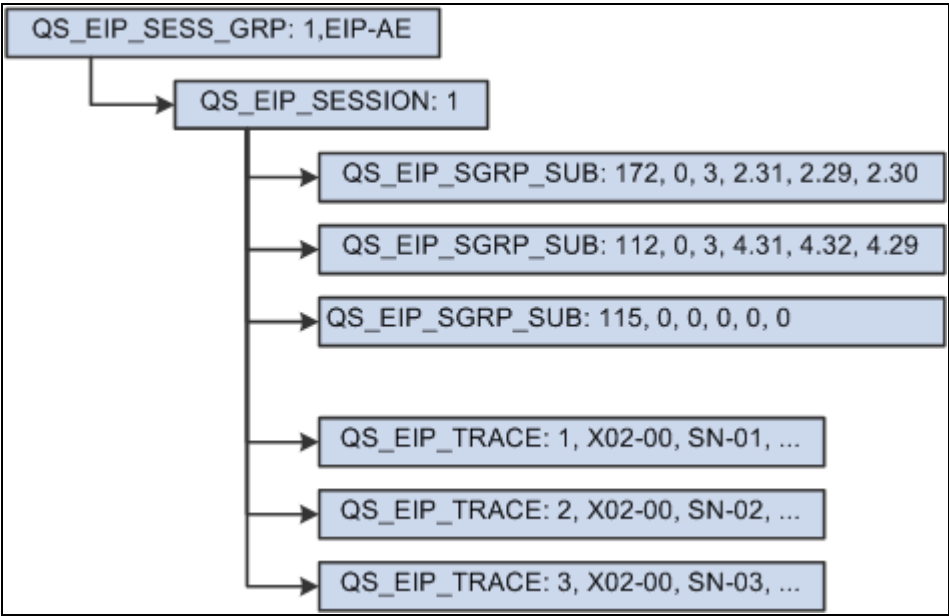 QS_EIP_SESS_GRP: 1,EIP-AE
QS_EIP_SESSION: 1
QS_EIP_SGRP_SUB: 172, 0, 3, 2.31, 2.29, 2.30
QS_EIP_SGRP_SUB: 112, 0, 3, 4.31, 4.32, 4.29
QS_EIP_SGRP_SUB: 115, 0, 0, 0, 0, 0
QS_EIP_TRACE: 1, X02-00, SN-01, ...
QS_EIP_TRACE: 2, X02-00, SN-02, ...
QS_EIP_TRACE: 3, X02-00, SN-03, ...